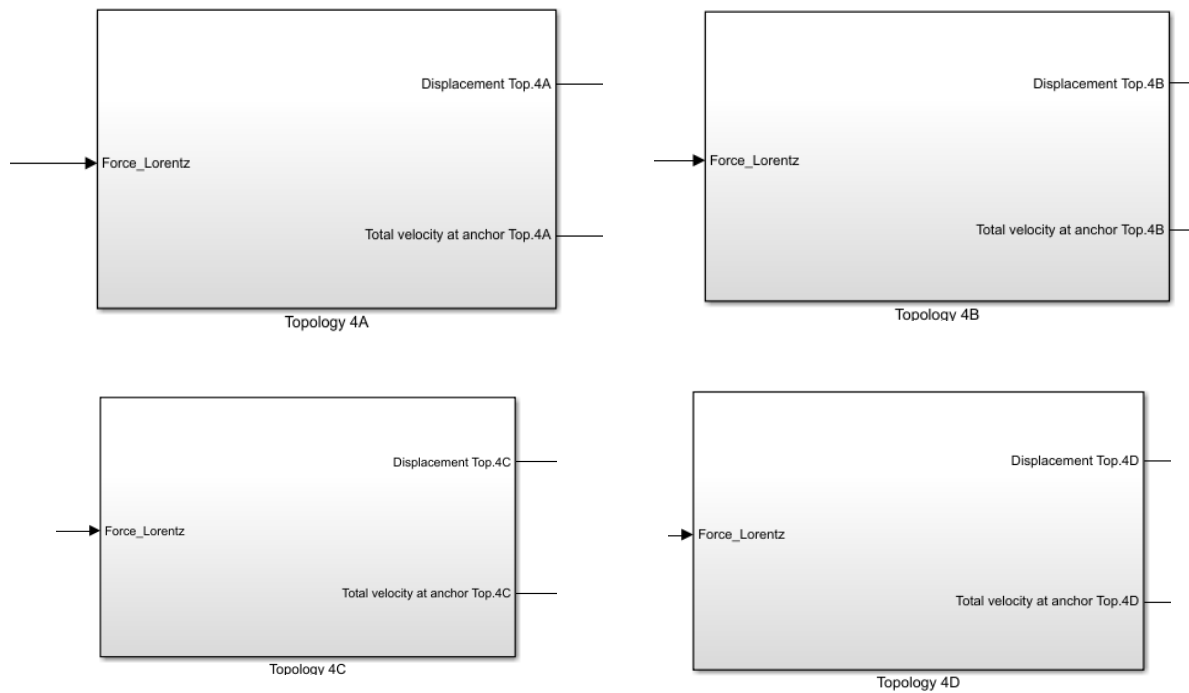 Displacement Top.4A
Force_Lorentz
Total velocity at anchor Top.4A
Topology 4A
Displacement Top.4B
Force_Lorentz
Total velocity at anchor Top.4B
Topology 4B
Displacement Top.4C
Force_Lorentz
Total velocity at anchor Top.4C
Topology 4C
Displacement Top.4D
Force_Lorentz
Total velocity at anchor Top.4D
Topology 4D